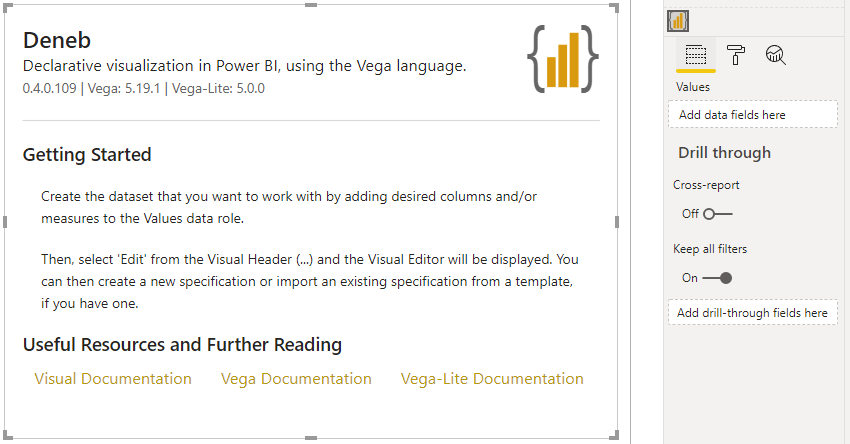 Deneb
Declarative visualization in Power BI, using the Vega language.
0.4.0.109 | Vega: 5.19.1 | Vega-Lite: 5.0.0
Getting Started
Create the dataset that you want to work with by adding desired columns and/or
measures to the Values data role.
Then, select 'Edit' from the Visual Header (...) and the Visual Editor will be displayed. You
can then create a new specification or import an existing specification from a template,
if you have one.
Useful Resources and Further Reading
Visual Documentation Vega Documentation Vega-Lite Documentation
Values
Add data fields here
Drill through
Cross-report
Off
Keep all filters
On
Add drill-through fields here